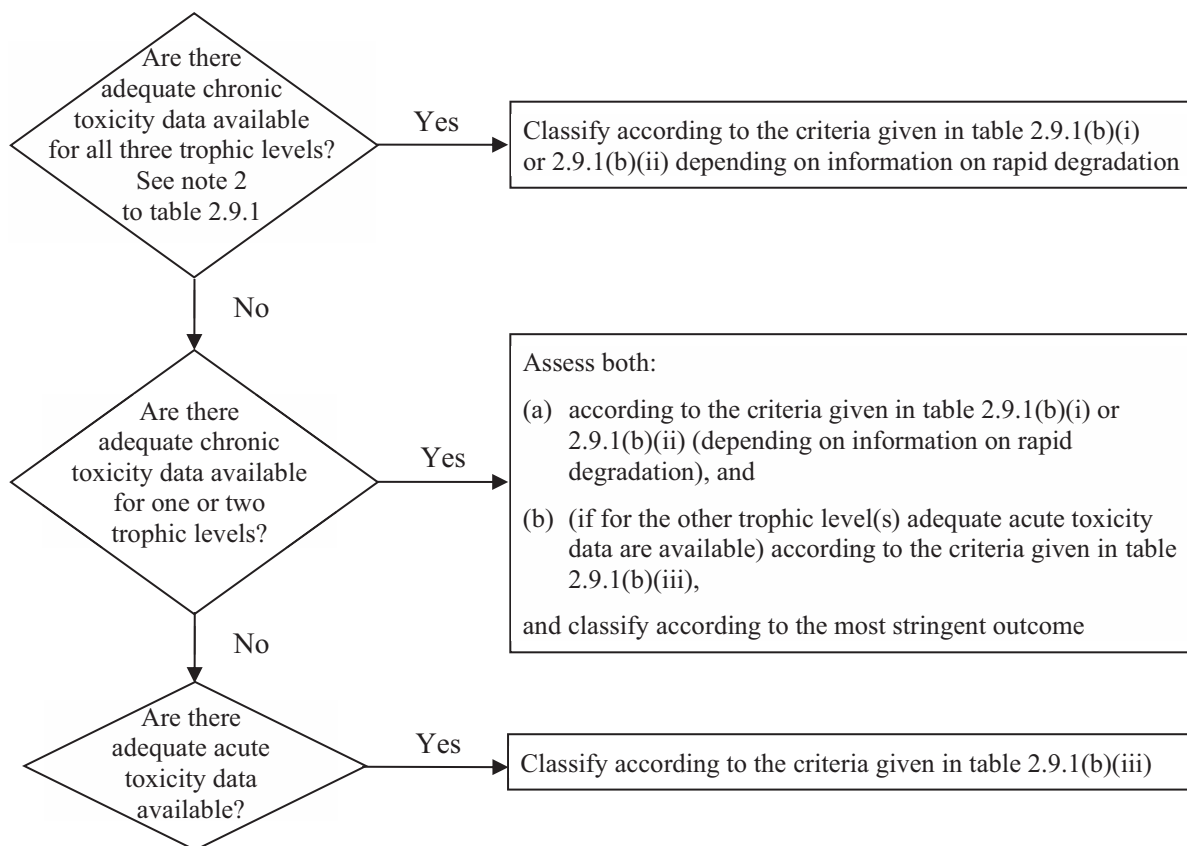 Are there
adequate chronic
toxicity data available
for all three trophic levels?
See note 2
to table 2.9.1
Yes
Classify according to the criteria given in table 2.9.1(b)(i)
or 2.9.1(b)(ii) depending on information on rapid degradation
No
Are there
adequate chronic
toxicity data available
for one or two
trophic levels?
Yes
Assess both:
(a) according to the criteria given in table 2.9.1(b)(i) or
2.9.1(b)(ii) (depending on information on rapid
degradation), and
(b) (if for the other trophic level(s) adequate acute toxicity
data are available) according to the criteria given in table
2.9.1(b)(iii),
and classify according to the most stringent outcome
No
Are there
adequate acute
toxicity data
available?
Yes
Classify according to the criteria given in table 2.9.1(b)(iii)